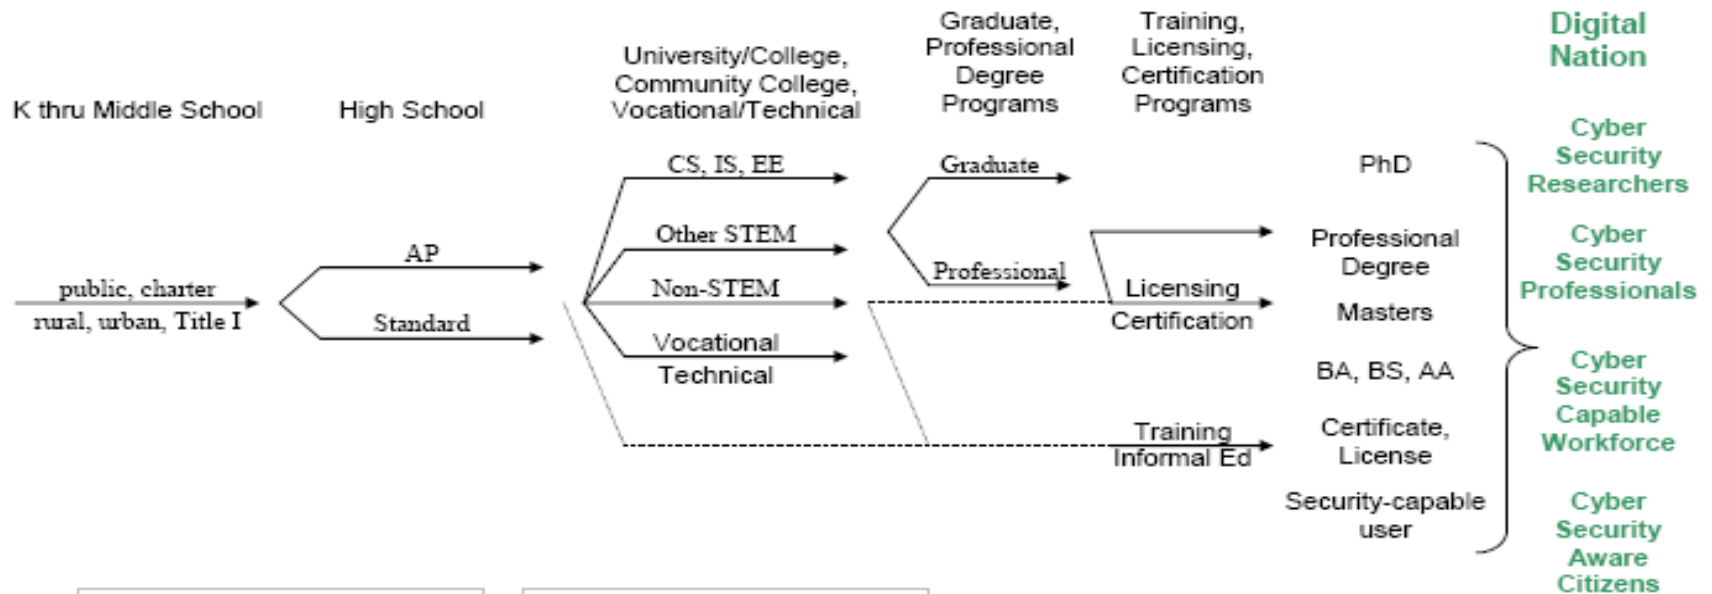 K thru Middle School
High School
University/College,
Community College,
Vocational/Technical
Graduate,
Professional
Degree
Programs
Training,
Licensing,
Certification
Programs
Digital
Nation
public, charter
rural, urban, Title I
AP
Standard
CS, IS, EE
Other STEM
Non-STEM
Vocational
Technical
Graduate
Professional
Licensing
Certification
Training
Informal Ed
PhD
Professional
Degree
Masters
BA, BS, AA
Certificate,
License
Security-capable
user
Cyber
Security
Researchers
Cyber
Security
Professionals
Cyber
Security
Capable
Workforce
Cyber
Security
Aware
Citizens